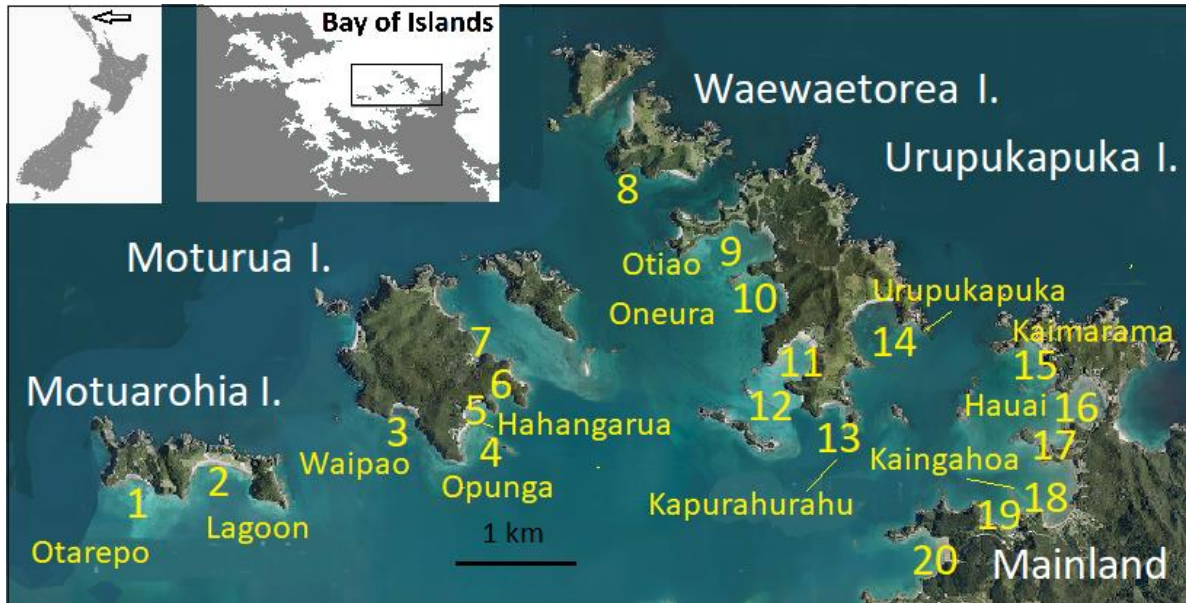 Bay of Islands
Waewaetorea I.
Urupukapuka I.
8
Moturua I.
Otiao
9
Oneura
10
Urupukapuka
14
Kaimarama
15
7
11
6
12
Hauai
16
Motuarohia I.
5
Hahangarua
3
13
17
Waipao
4
Kaingahoa
Opunga
2
18
1
Lagoon
Kapurahurahu
19
1 km
Otarepo
20
Mainland